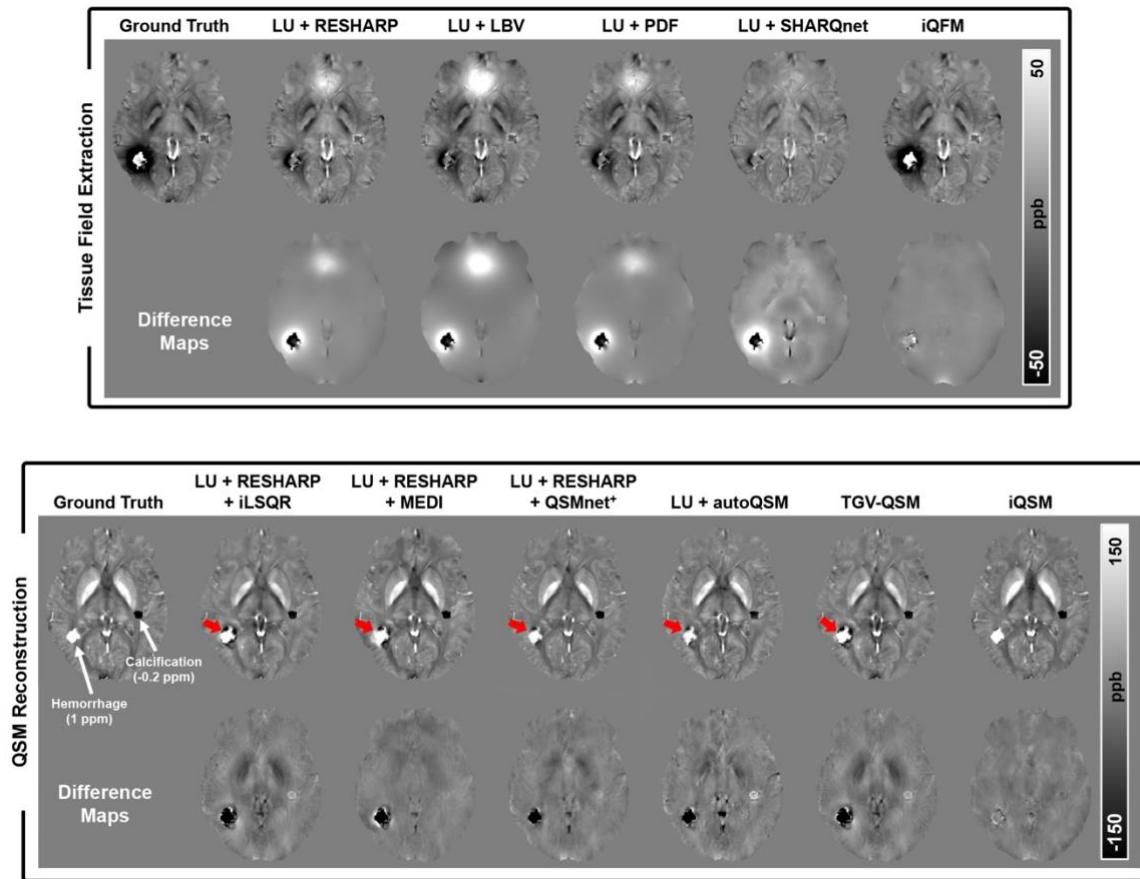 Ground Truth
LU + RESHARP
LU + LBV
LU + PDF
LU + SHARQnet
iQFM
Tissue Field Extraction
50
ppb
-50
Difference
Maps
LU + RESHARP
LU + RESHARP
LU + RESHARP
Ground Truth
+ iLSQR
+ MEDI
+ QSMnet⁺
LU + autoQSM
TGV-QSM
iQSM
QSM Reconstruction
150
ppb
-150
Calcification
(-0.2 ppm)
Hemorrhage
(1 ppm)
Difference
Maps